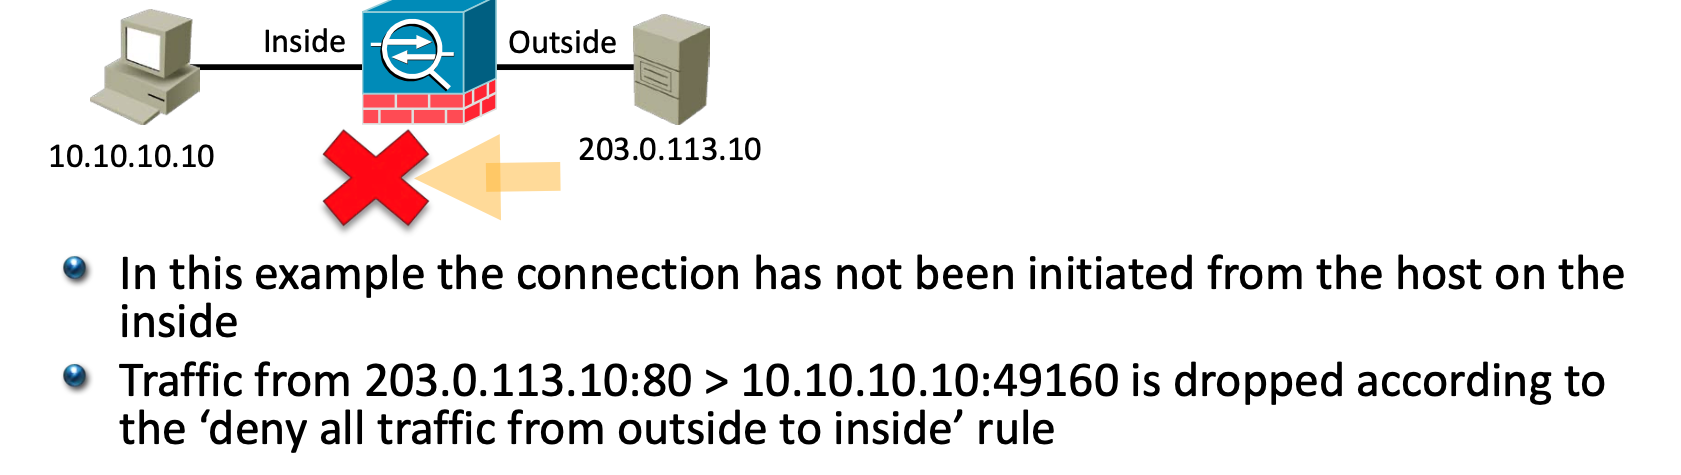 Inside
Outside
10.10.10.10
203.0.113.10
In this example the connection has not been initiated from the host on the
inside
Traffic from 203.0.113.10:80 > 10.10.10.10:49160 is dropped according to
the ‘deny all traffic from outside to inside’ rule